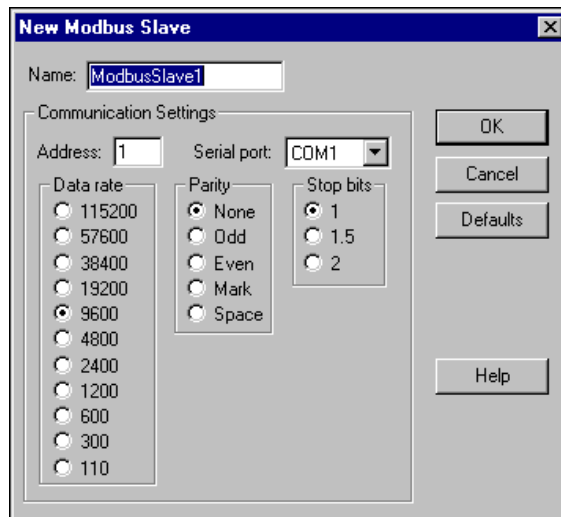 New Modbus Slave
Name: ModbusSlave1
Communication Settings
Address: 1
Serial port: COM1
Data rate
115200
57600
38400
19200
9600
4800
2400
1200
600
300
110
Parity
None
Odd
Even
Mark
Space
Stop bits
1
1.5
2
OK
Cancel
Defaults
Help